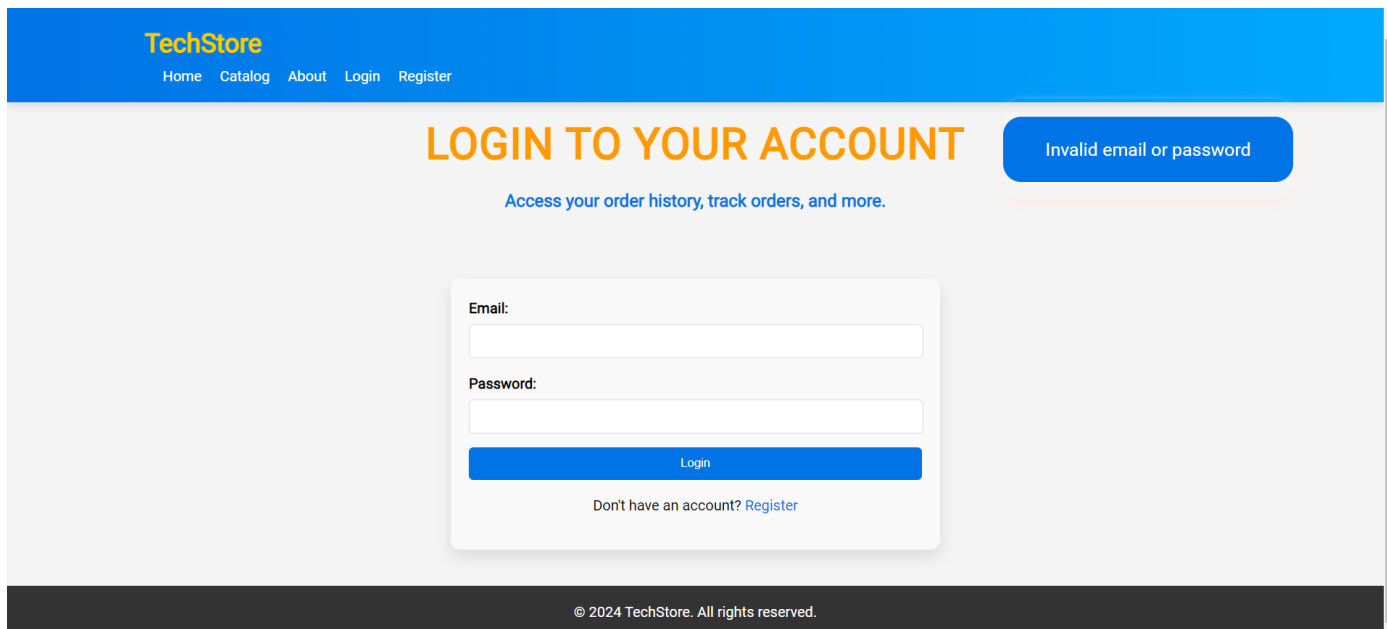 TechStore
Home Catalog About Login Register
LOGIN TO YOUR ACCOUNT
Invalid email or password
Access your order history, track orders, and more.
Email:
Password:
Login
Don't have an account? Register
© 2024 TechStore. All rights reserved.